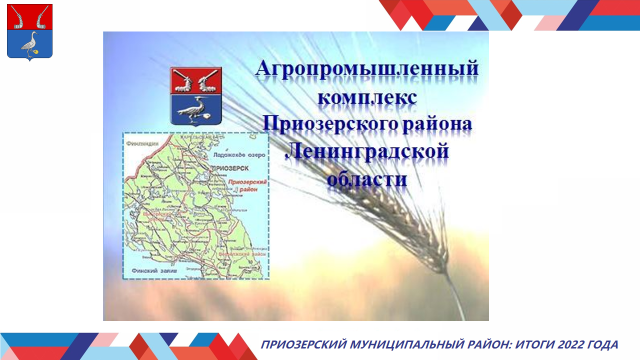 Агропромышленный
комплекс
Приозерского района
Ленинградской
области
Финляндия
Ладожское озеро
ПРИОЗЕРСК
Приозерский
район
Финский залив
ПРИОЗЕРСКИЙ МУНИЦИПАЛЬНЫЙ РАЙОН: ИТОГИ 2022 ГОДА